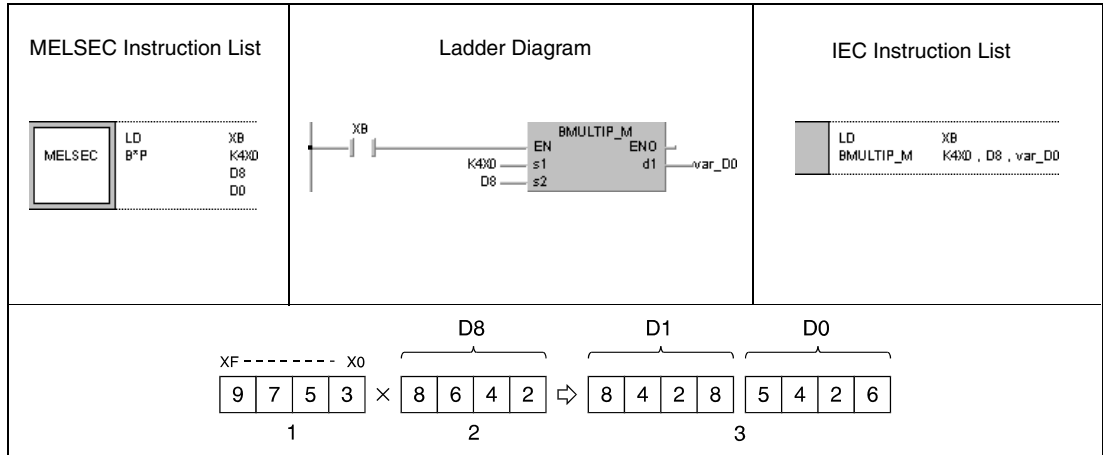 MELSEC Instruction List
Ladder Diagram
IEC Instruction List
MELSEC
LD XB
B*P K4X0
D8
D0
XB
BMULTIP_M
EN ENO
K4X0 s1 d1 var_D0
D8 s2
LD XB
BMULTIP_M K4X0 , D8 , var_D0
D8 D1 D0
XF - - - - - - - - X0
9 7 5 3 × 8 6 4 2 ⇨ 8 4 2 8 5 4 2 6
1 2 3